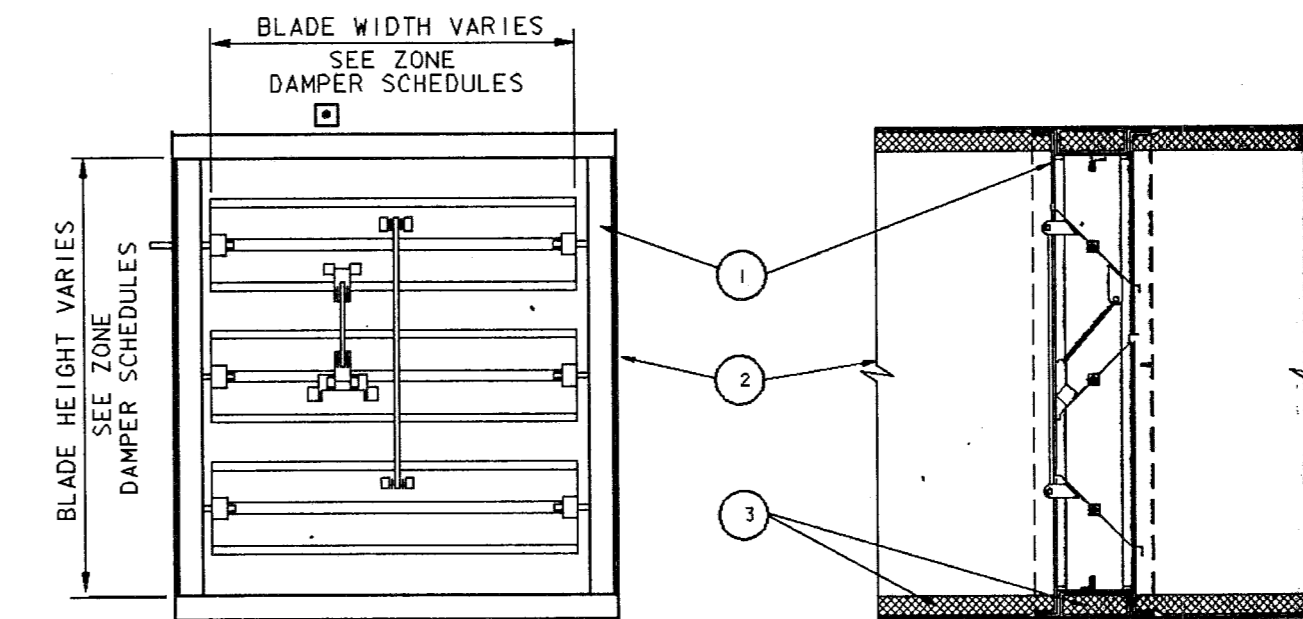 BLADE WIDTH VARIES
SEE ZONE
DAMPER SCHEDULES
BLADE HEIGHT VARIES
SEE ZONE
DAMPER SCHEDULES
1
2
3